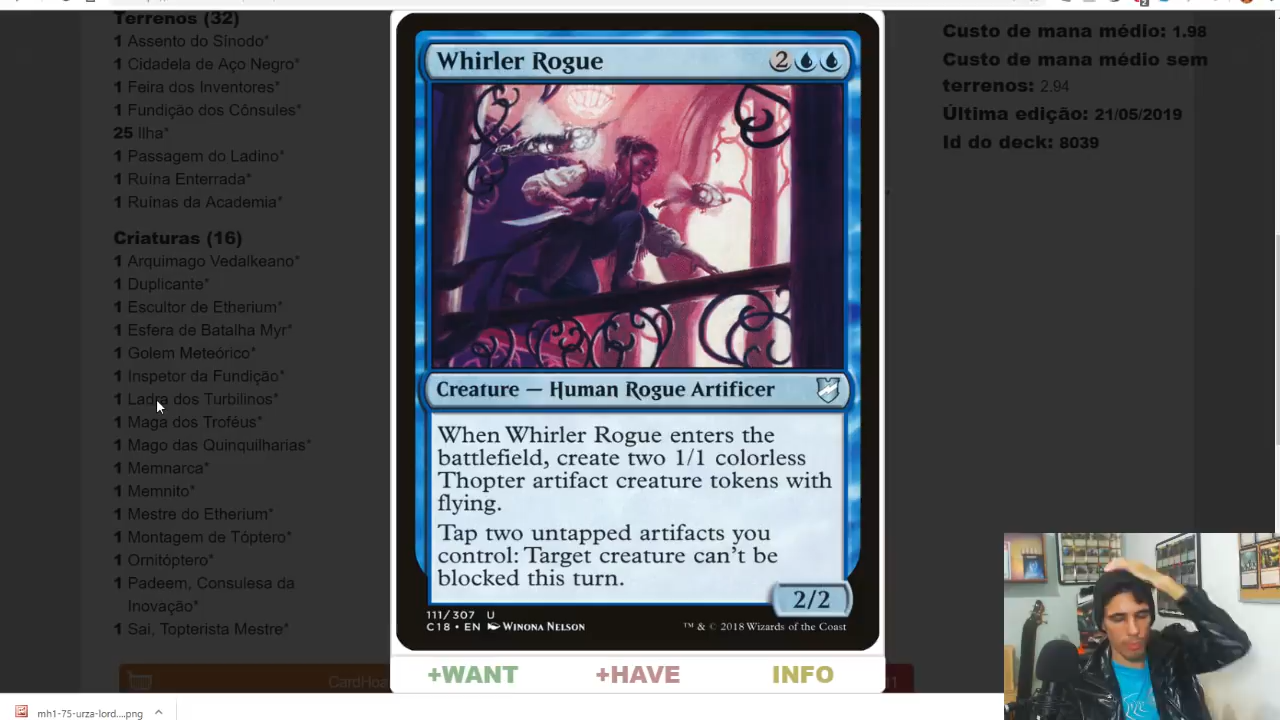 Terrenos (32)
1 Assento do Sínodo*
1 Cidadela de Aço Negro*
1 Feira dos Inventores*
1 Fundição dos Cônsules*
25 Ilha*
1 Passagem do Ladino*
1 Ruína Enterrada*
1 Ruínas da Academia*
Criaturas (16)
1 Arquimago Vedalkeano*
1 Duplicante*
1 Escultor de Etherium*
1 Esfera de Batalha Myr*
1 Golem Meteórico*
1 Inspetor da Fundição*
1 Ladra dos Turbilinos*
1 Maga dos Troféus*
1 Mago das Quinquilharias*
1 Memnarca*
1 Memnito*
1 Mestre do Etherium*
1 Montagem de Tóptero*
1 Ornitóptero*
1 Padeem, Consulesa da
Inovação*
1 Sai, Topterista Mestre*
CardHoa
Whirler Rogue 2
Creature — Human Rogue Artificer
When Whirler Rogue enters the
battlefield, create two 1/1 colorless
Thopter artifact creature tokens with
flying.
Tap two untapped artifacts you
control: Target creature can't be
blocked this turn.
2/2
111/307 U
C18 • EN Winona Nelson
™ & © 2018 Wizards of the Coast
+WANT
+HAVE
INFO
Custo de mana médio: 1.98
Custo de mana médio sem
terrenos: 2.94
Última edição: 21/05/2019
Id do deck: 8039
mh1-75-urza-lord....png